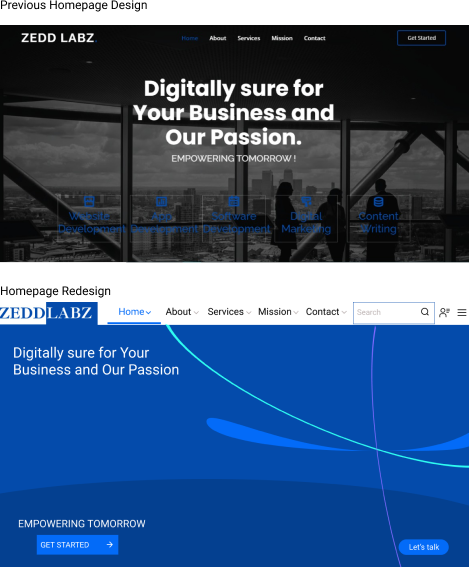 Previous Homepage Design
ZEDD LABZ.
Home About Services Mission Contact
Get Started
Digitally sure for
Your Business and
Our Passion.
EMPOWERING TOMORROW !
Website App Software Digital Content
Development Development Development Marketing Writing
Homepage Redesign
ZEDDLABZ
Home About Services Mission Contact
Search
Digitally sure for Your
Business and Our Passion
EMPOWERING TOMORROW
GET STARTED
Let's talk